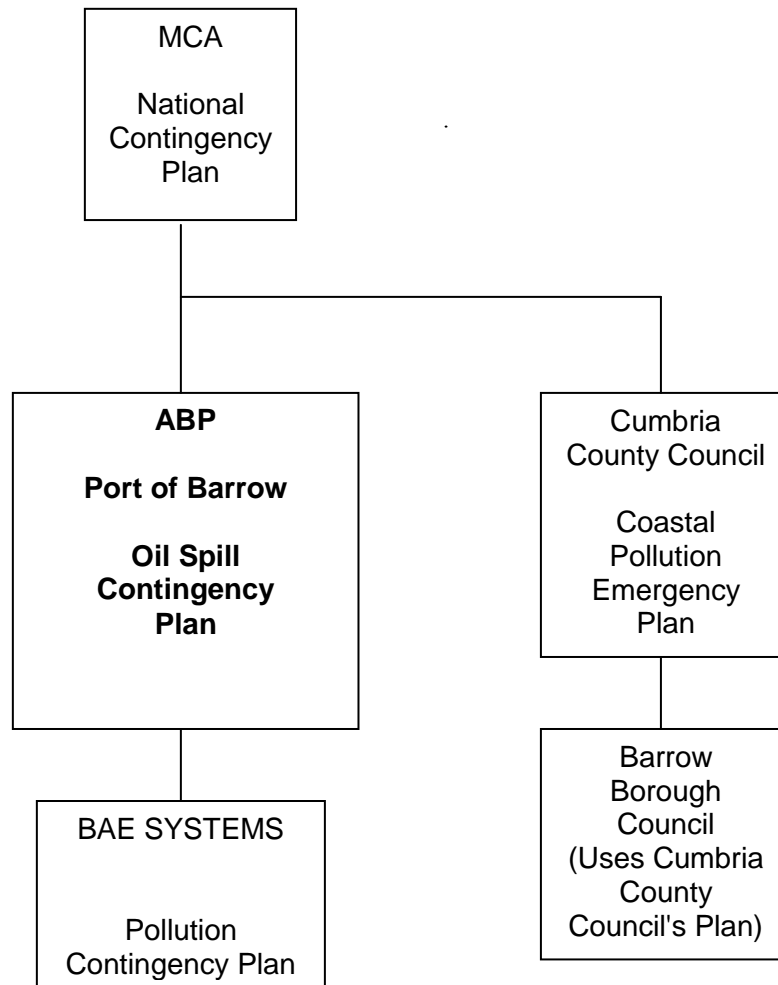 MCA
National
Contingency
Plan
ABP
Port of Barrow
Oil Spill
Contingency
Plan
Cumbria
County Council
Coastal
Pollution
Emergency
Plan
BAE SYSTEMS
Pollution
Contingency Plan
Barrow
Borough
Council
(Uses Cumbria
County
Council's Plan)